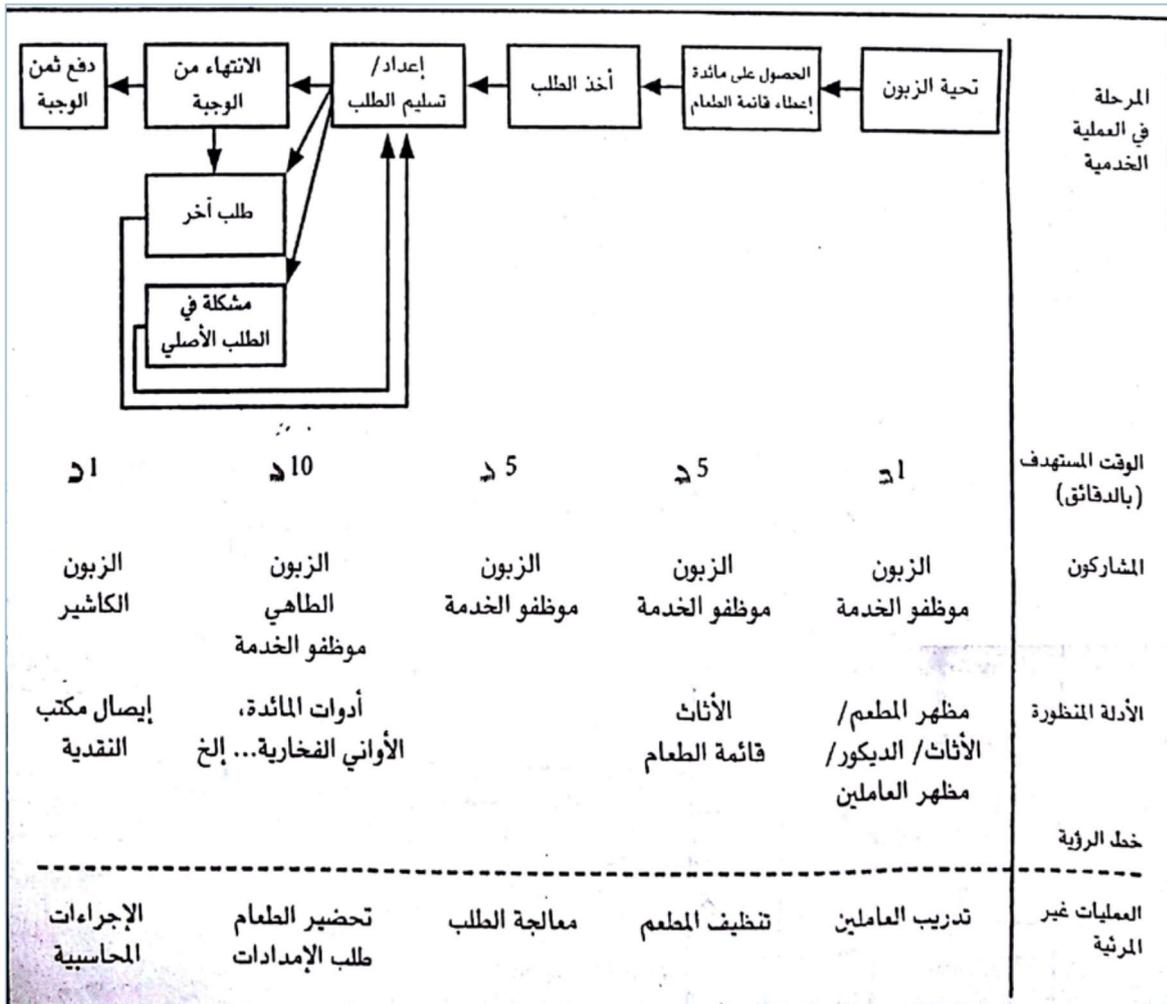 المرحلة
في العملية
الخدمية
تحية الزبون
الحصول على مائدة
إعطاء قائمة الطعام
أخذ الطلب
إعداد/
تسليم الطلب
الانتهاء من
الوجبة
دفع ثمن
الوجبة
طلب أخر
مشكلة في
الطلب الأصلي
الوقت المستهدف
(بالدقائق)
1د
5د
5 د
10د
1د
المشاركون
الزبون
موظفو الخدمة
الزبون
موظفو الخدمة
الزبون
موظفو الخدمة
الزبون
الطاهي
موظفو الخدمة
الزبون
الكاشير
الأدلة المنظورة
مظهر المطعم/
الأثاث/ الديكور/
مظهر العاملين
الأثاث
قائمة الطعام
أدوات المائدة،
الأواني الفخارية... إلخ
إيصال مكتب
النقدية
خط الرؤية
العمليات غير
المرئية
تدريب العاملين
تنظيف المطعم
معالجة الطلب
تحضير الطعام
طلب الإمدادات
الإجراءات
المحاسبية